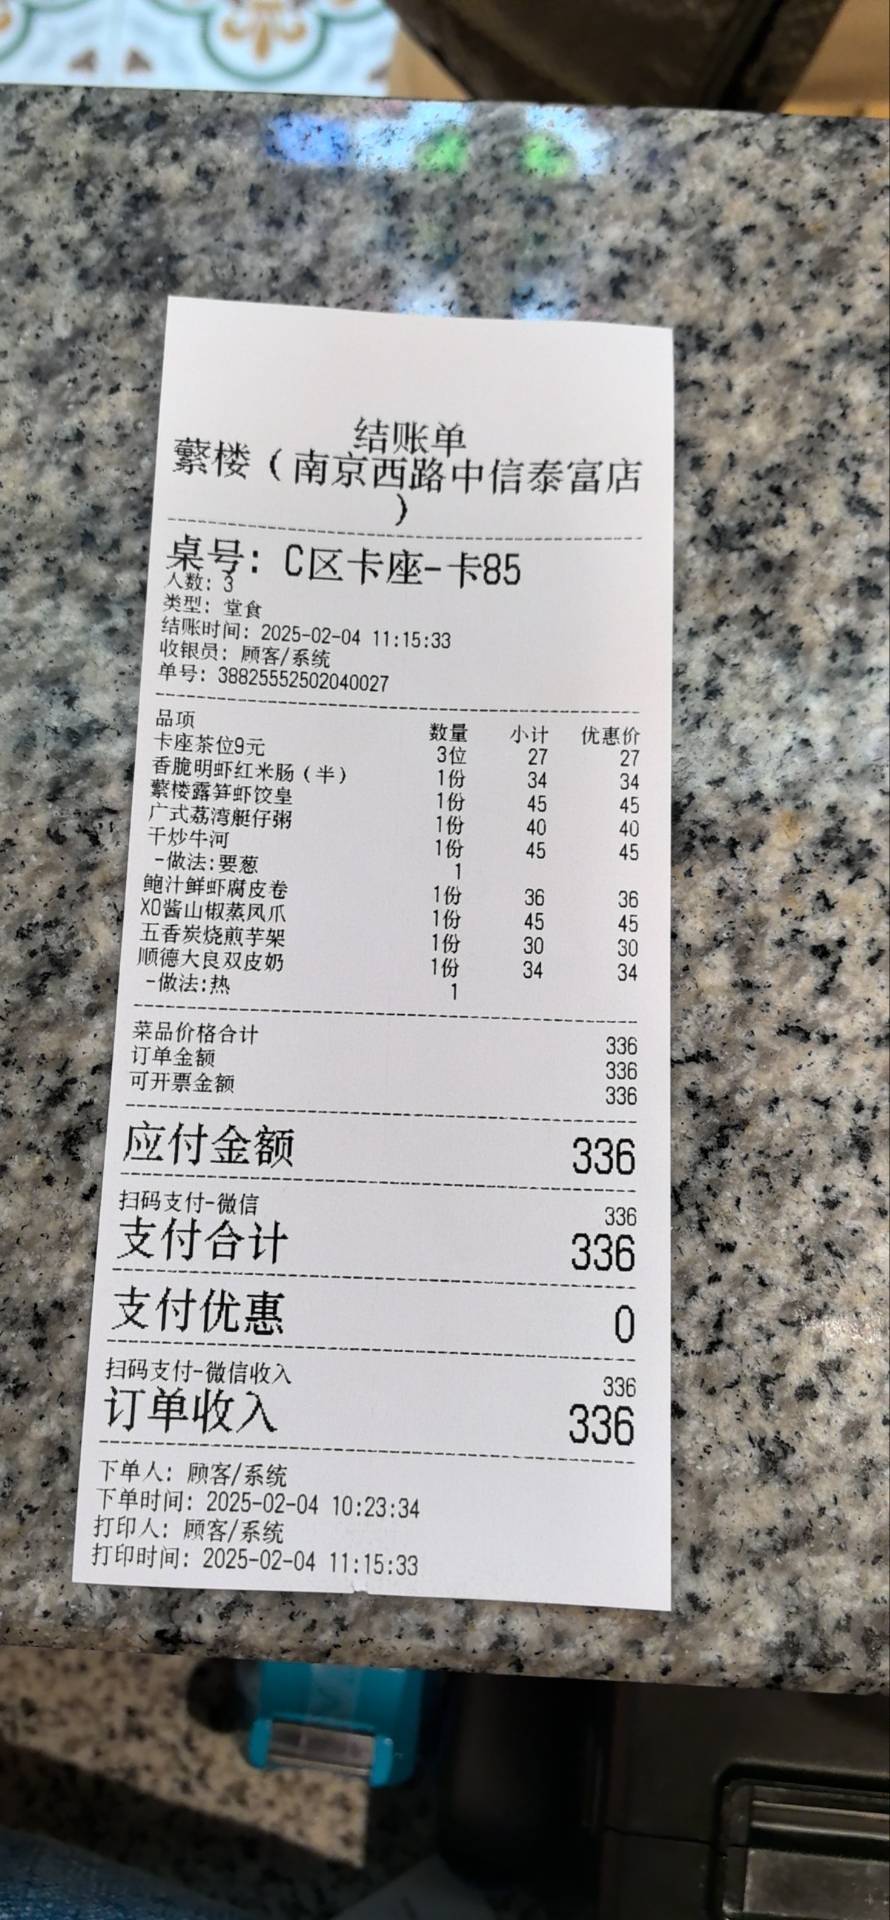 结账单
蘩楼（南京西路中信泰富店
）
桌号: C区卡座-卡85
人数: 3
类型: 堂食
结账时间: 2025-02-04 11:15:33
收银员: 顾客/系统
单号: 38825552502040027
品项 数量 小计 优惠价
卡座茶位9元 3位 27 27
香脆明虾红米肠（半） 1份 34 34
蘩楼露笋虾饺皇 1份 45 45
广式荔湾艇仔粥 1份 40 40
干炒牛河 1份 45 45
-做法:要葱 1
鲍汁鲜虾腐皮卷 1份 36 36
XO酱山椒蒸凤爪 1份 45 45
五香炭烧煎芋架 1份 30 30
顺德大良双皮奶 1份 34 34
-做法:热 1
菜品价格合计 336
订单金额 336
可开票金额 336
应付金额 336
扫码支付-微信 336
支付合计 336
支付优惠 0
扫码支付-微信收入 336
订单收入 336
下单人: 顾客/系统
下单时间: 2025-02-04 10:23:34
打印人: 顾客/系统
打印时间: 2025-02-04 11:15:33